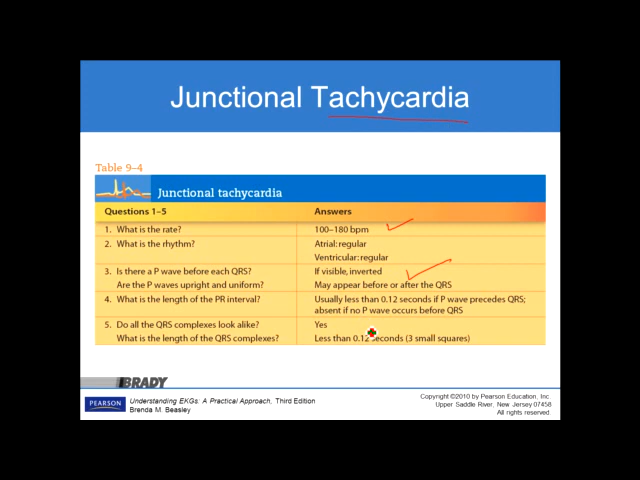 Junctional Tachycardia
Table 9–4
Junctional tachycardia
Questions 1–5 Answers
1. What is the rate? 100–180 bpm
2. What is the rhythm? Atrial: regular
Ventricular: regular
3. Is there a P wave before each QRS? If visible, inverted
Are the P waves upright and uniform? May appear before or after the QRS
4. What is the length of the PR interval? Usually less than 0.12 seconds if P wave precedes QRS;
absent if no P wave occurs before QRS
5. Do all the QRS complexes look alike? Yes
What is the length of the QRS complexes? Less than 0.12 seconds (3 small squares)
BRADY
PEARSON
Understanding EKGs: A Practical Approach, Third Edition
Brenda M. Beasley
Copyright ©2010 by Pearson Education, Inc.
Upper Saddle River, New Jersey 07458
All rights reserved.